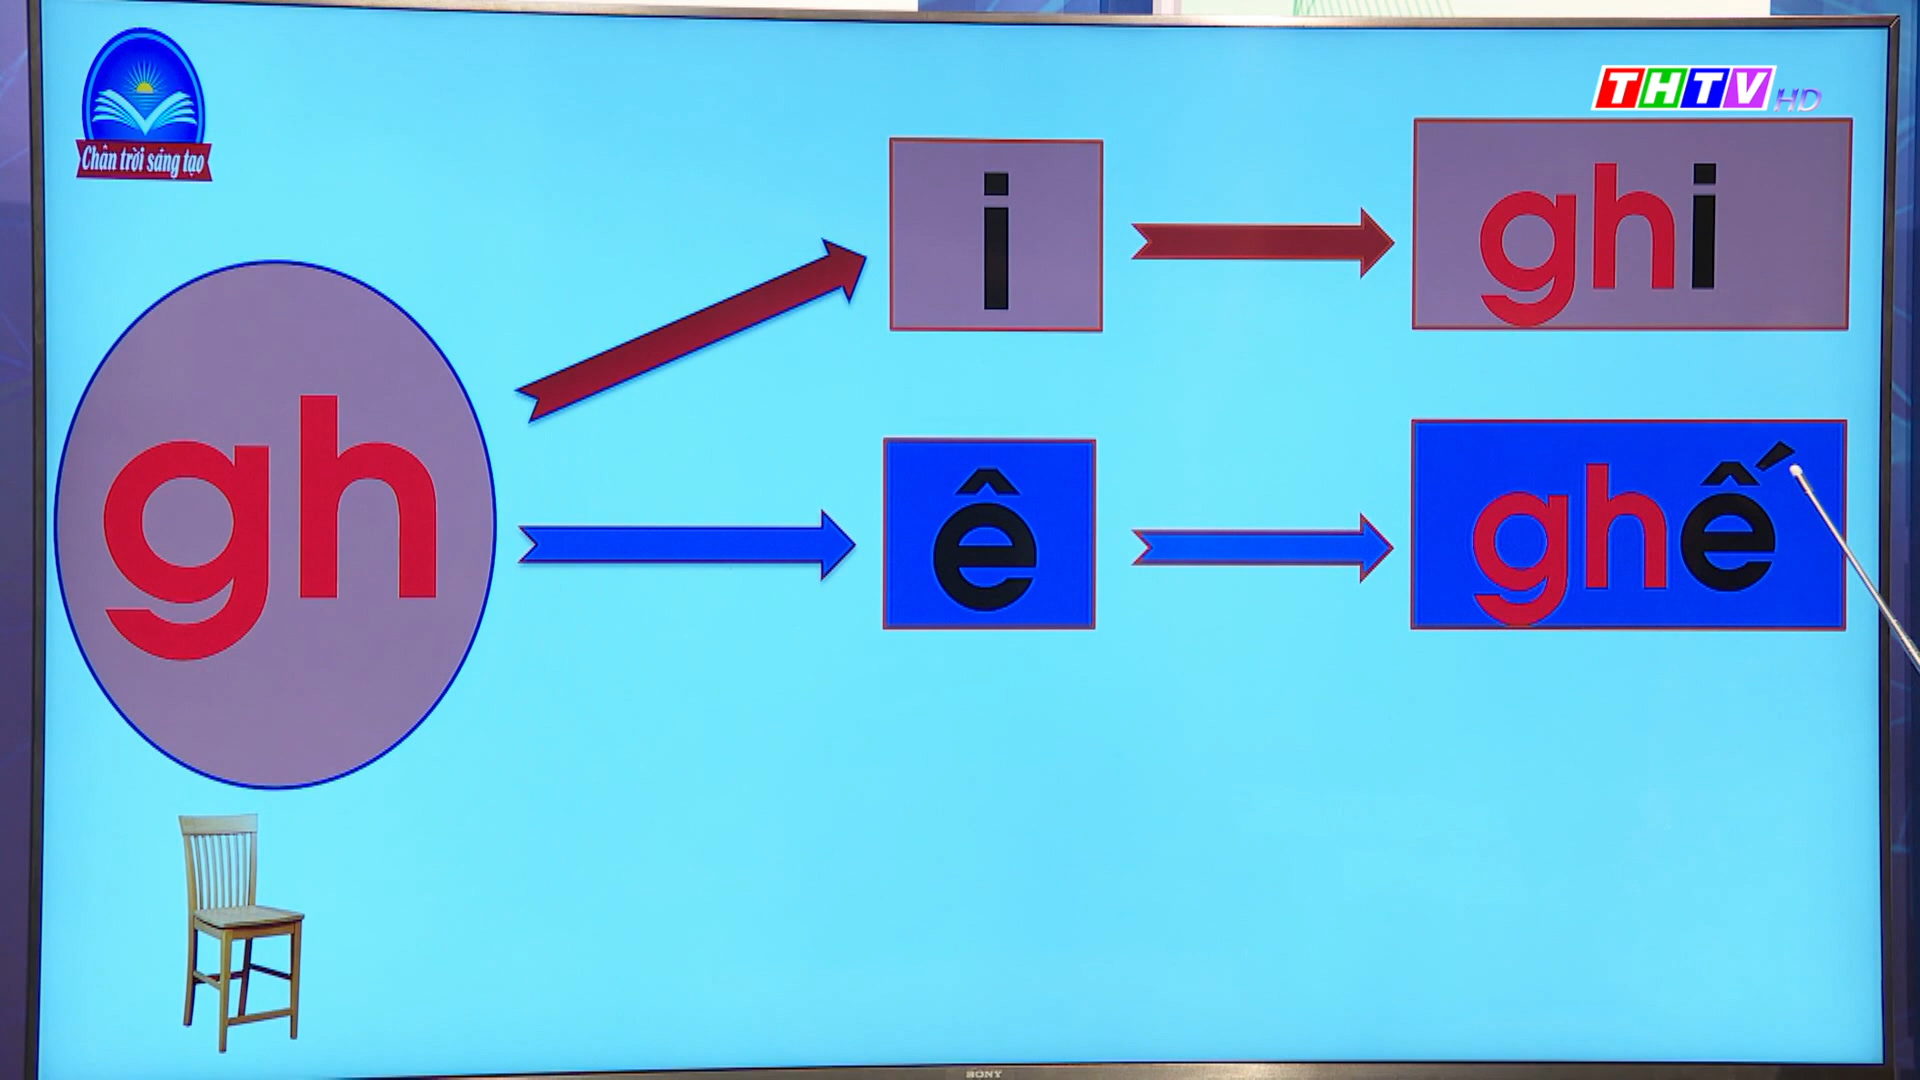 Chân trời sáng tạo
THTV HD
i
ghi
gh
ê
ghế
SONY